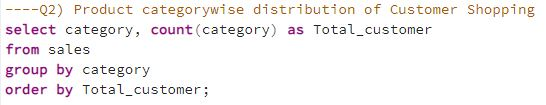 ----Q2) Product categorywise distribution of Customer Shopping
select category, count(category) as Total_customer
from sales
group by category
order by Total_customer;